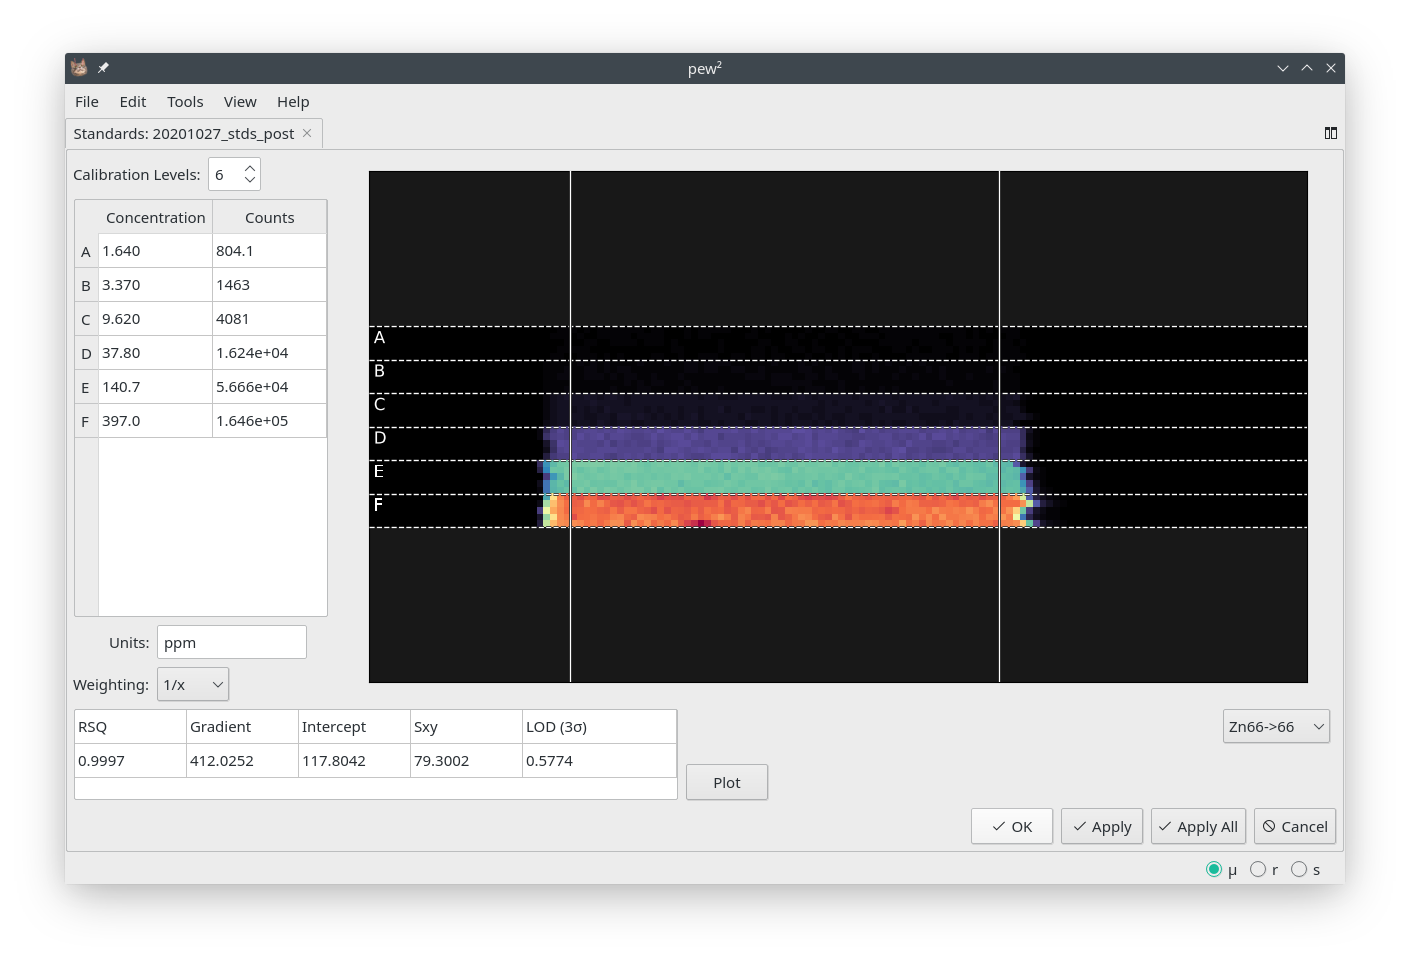 pew²
File Edit Tools View Help
Standards: 20201027_stds_post
Calibration Levels: 6
Concentration Counts
A 1.640 804.1
B 3.370 1463
C 9.620 4081
D 37.80 1.624e+04
E 140.7 5.666e+04
F 397.0 1.646e+05
A
B
C
D
E
F
Units: ppm
Weighting: 1/x
RSQ Gradient Intercept Sxy LOD (3σ)
0.9997 412.0252 117.8042 79.3002 0.5774
Zn66->66
Plot
OK Apply Apply All Cancel
μ r s